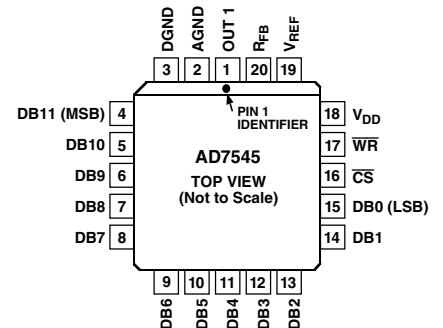 DGND AGND OUT 1 RFB VREF
3 2 1 20 19
DB11 (MSB) 4
DB10 5
DB9 6
DB8 7
DB7 8
PIN 1
IDENTIFIER
AD7545
TOP VIEW
(Not to Scale)
18 VDD
17 WR
16 CS
15 DB0 (LSB)
14 DB1
9 10 11 12 13
DB6 DB5 DB4 DB3 DB2